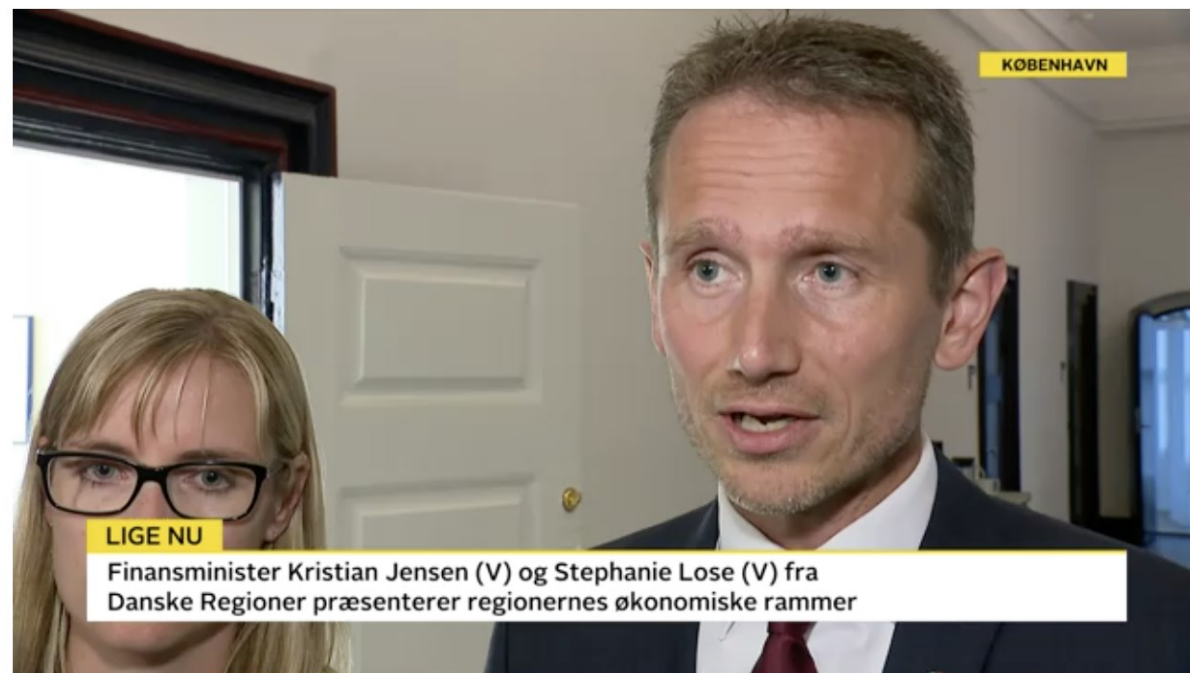 KØBENHAVN
LIGE NU
Finansminister Kristian Jensen (V) og Stephanie Lose (V) fra
Danske Regioner præsenterer regionernes økonomiske rammer